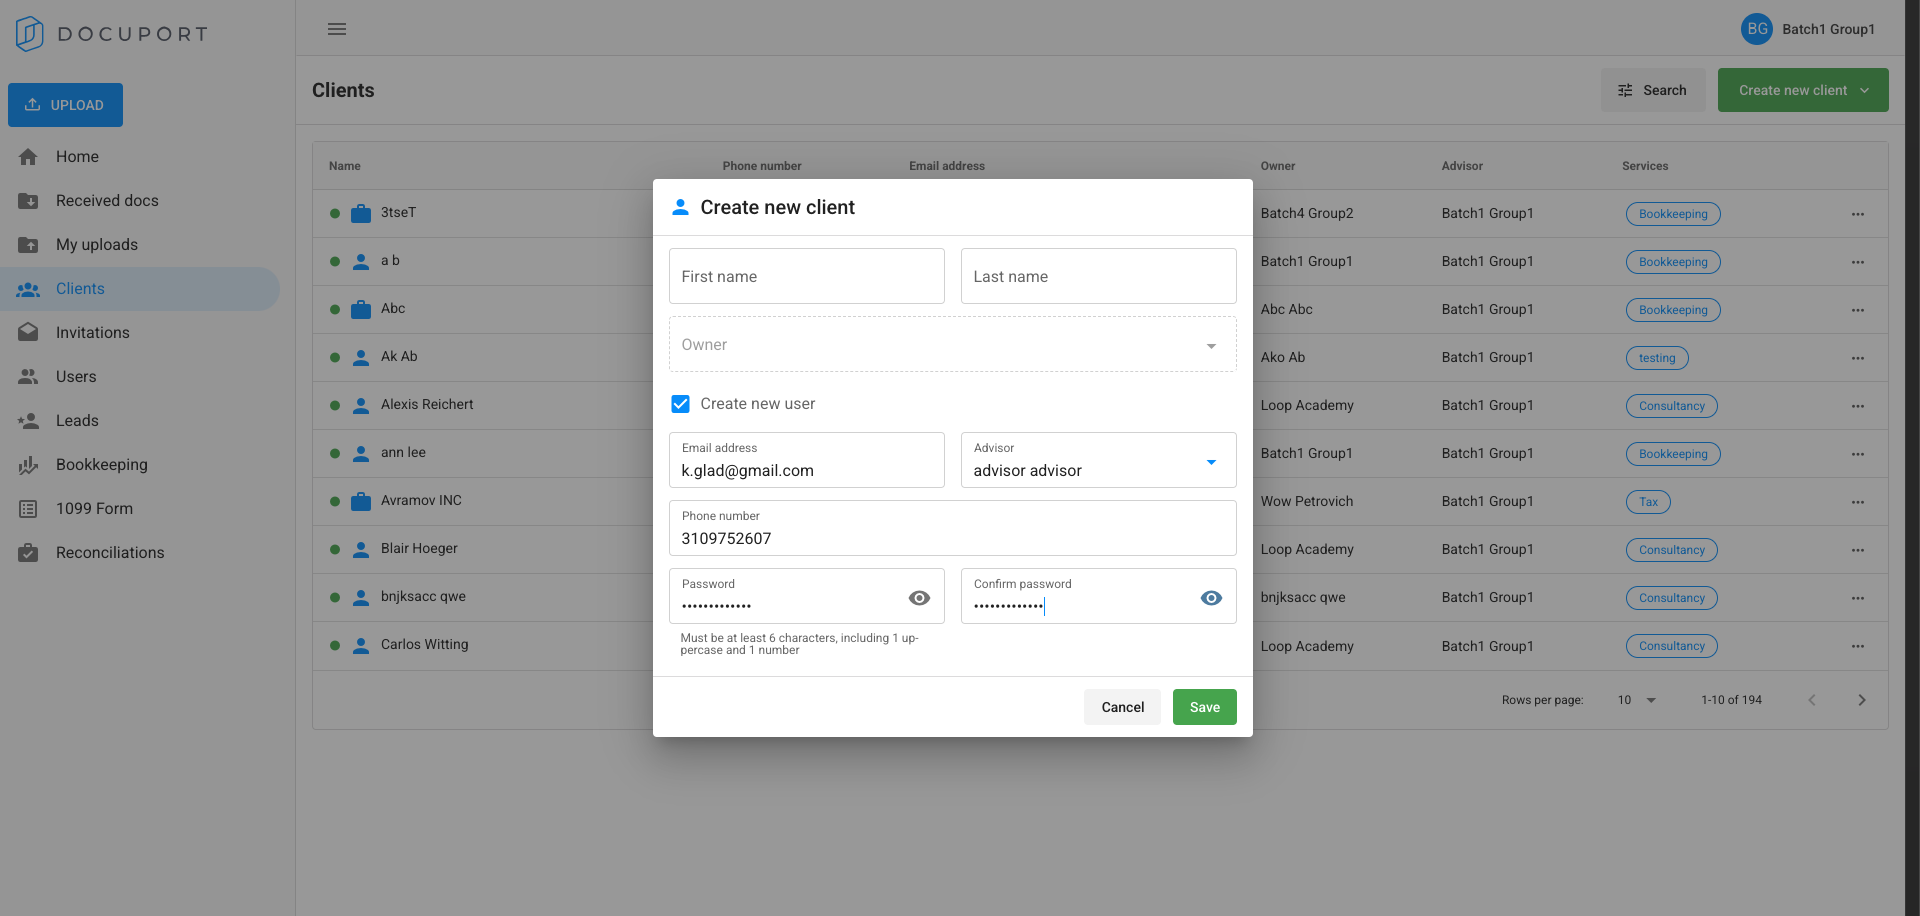 DOCUPORT
BG Batch1 Group1
UPLOAD
Clients
Search
Create new client
Home
Received docs
My uploads
Clients
Invitations
Users
Leads
Bookkeeping
1099 Form
Reconciliations
Name Phone number Email address Owner Advisor Services
3tseT Batch4 Group2 Batch1 Group1 Bookkeeping
a b Batch1 Group1 Batch1 Group1 Bookkeeping
Abc Abc Abc Batch1 Group1 Bookkeeping
Ak Ab Ako Ab Batch1 Group1 testing
Alexis Reichert Loop Academy Batch1 Group1 Consultancy
ann lee Batch1 Group1 Batch1 Group1 Bookkeeping
Avramov INC Wow Petrovich Batch1 Group1 Tax
Blair Hoeger Loop Academy Batch1 Group1 Consultancy
bnjksacc qwe bnjksacc qwe Batch1 Group1 Consultancy
Carlos Witting Loop Academy Batch1 Group1 Consultancy
Rows per page: 10 1-10 of 194
Create new client
First name Last name
Owner
Create new user
Email address
k.glad@gmail.com
Advisor
advisor advisor
Phone number
3109752607
Password
•••••••••••••
Confirm password
•••••••••••••
Must be at least 6 characters, including 1 up-
percase and 1 number
Cancel Save